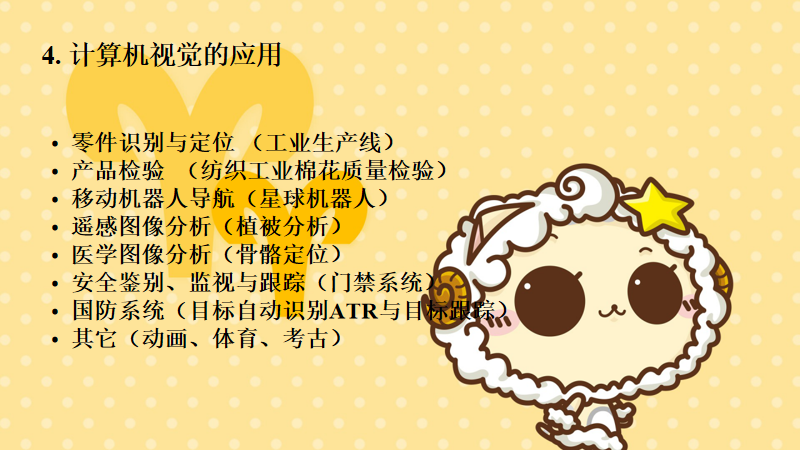 4. 计算机视觉的应用
• 零件识别与定位 （工业生产线）
• 产品检验 （纺织工业棉花质量检验）
• 移动机器人导航（星球机器人）
• 遥感图像分析（植被分析）
• 医学图像分析（骨骼定位）
• 安全鉴别、监视与跟踪（门禁系统）
• 国防系统（目标自动识别ATR与目标跟踪）
• 其它（动画、体育、考古）